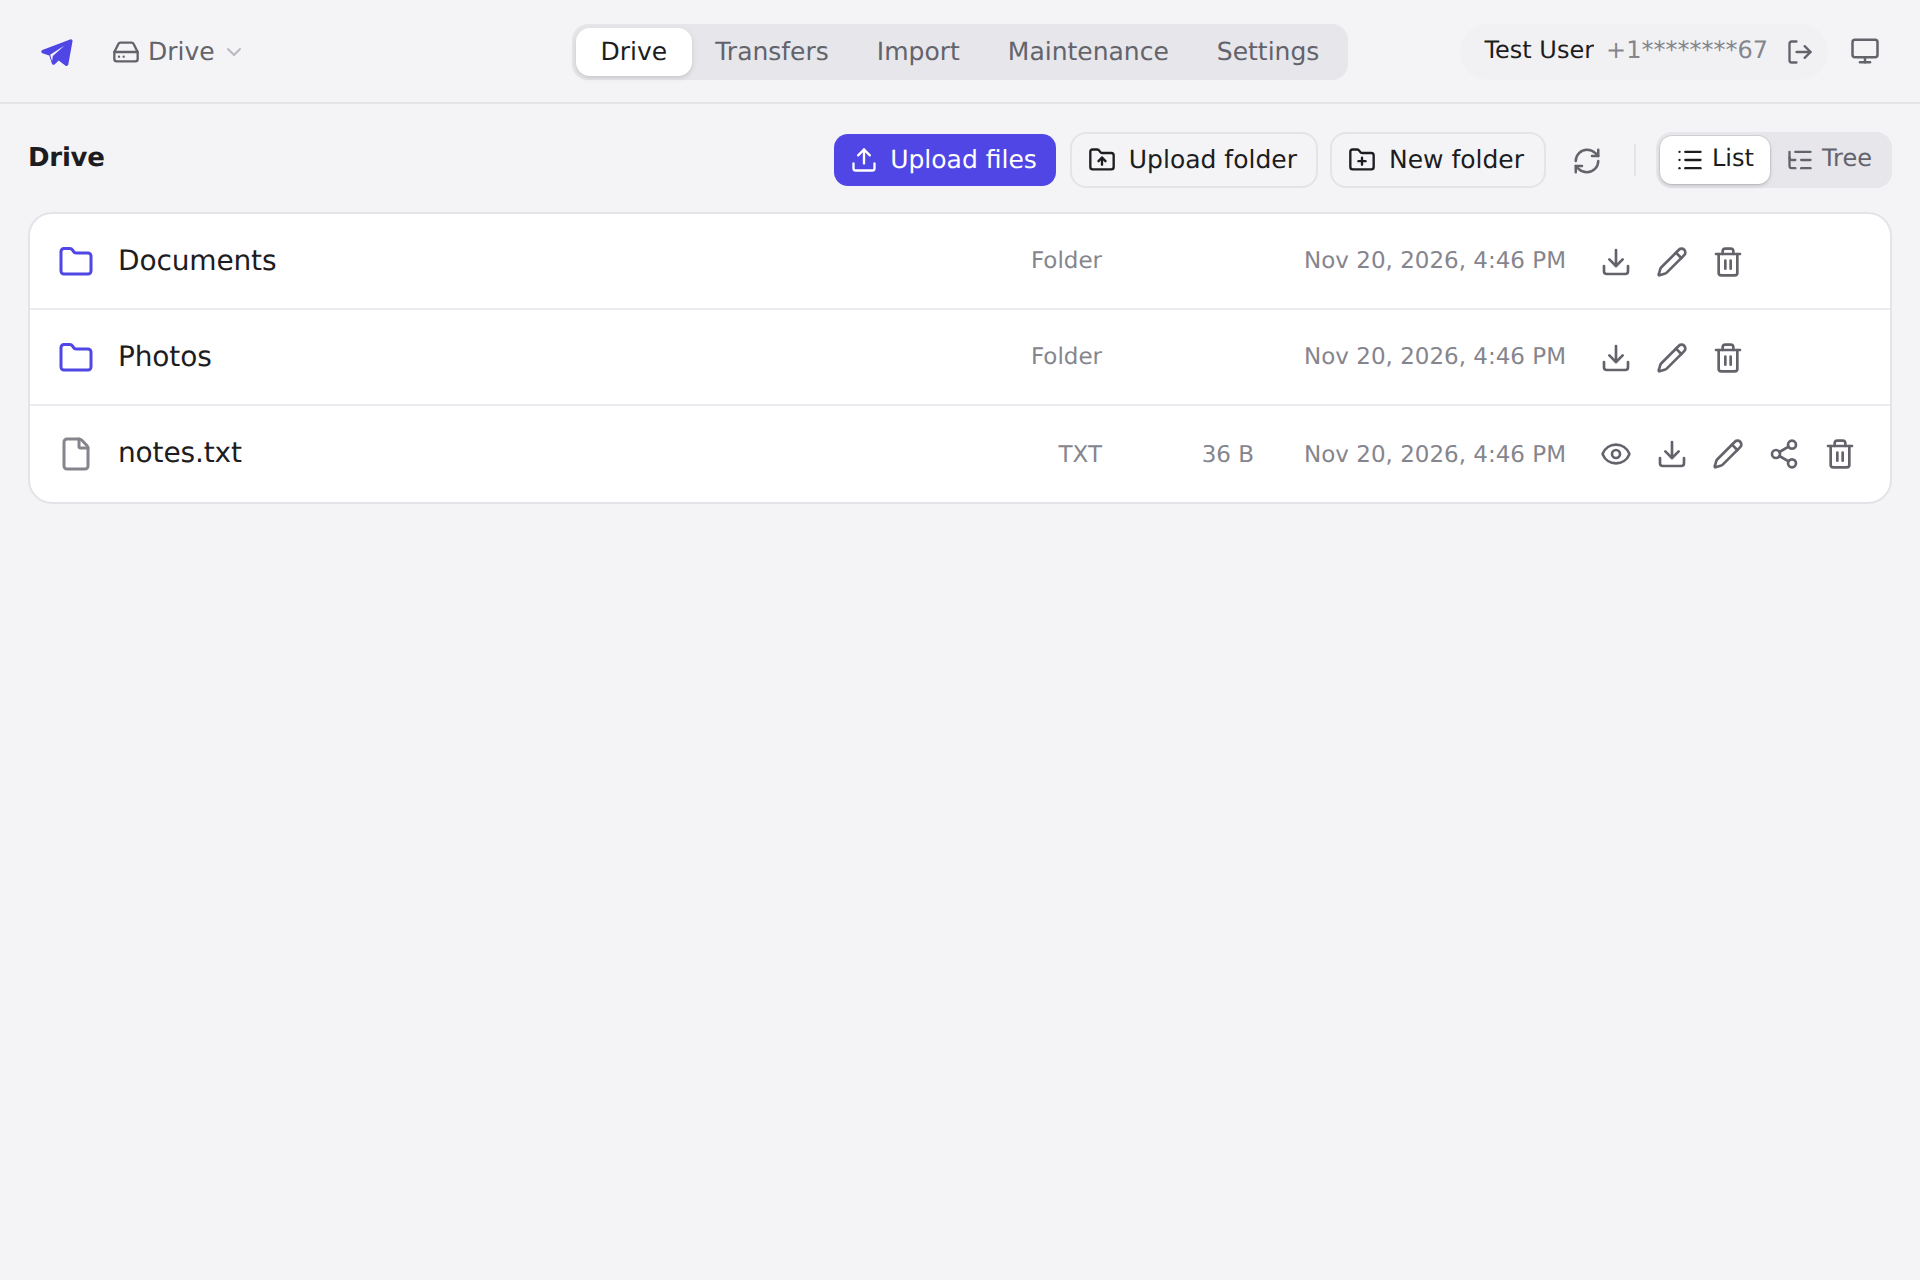 Drive
Drive Transfers Import Maintenance Settings
Test User +1********67
Drive
Upload files Upload folder New folder
List Tree
Documents Folder Nov 20, 2026, 4:46 PM
Photos Folder Nov 20, 2026, 4:46 PM
notes.txt TXT 36 B Nov 20, 2026, 4:46 PM